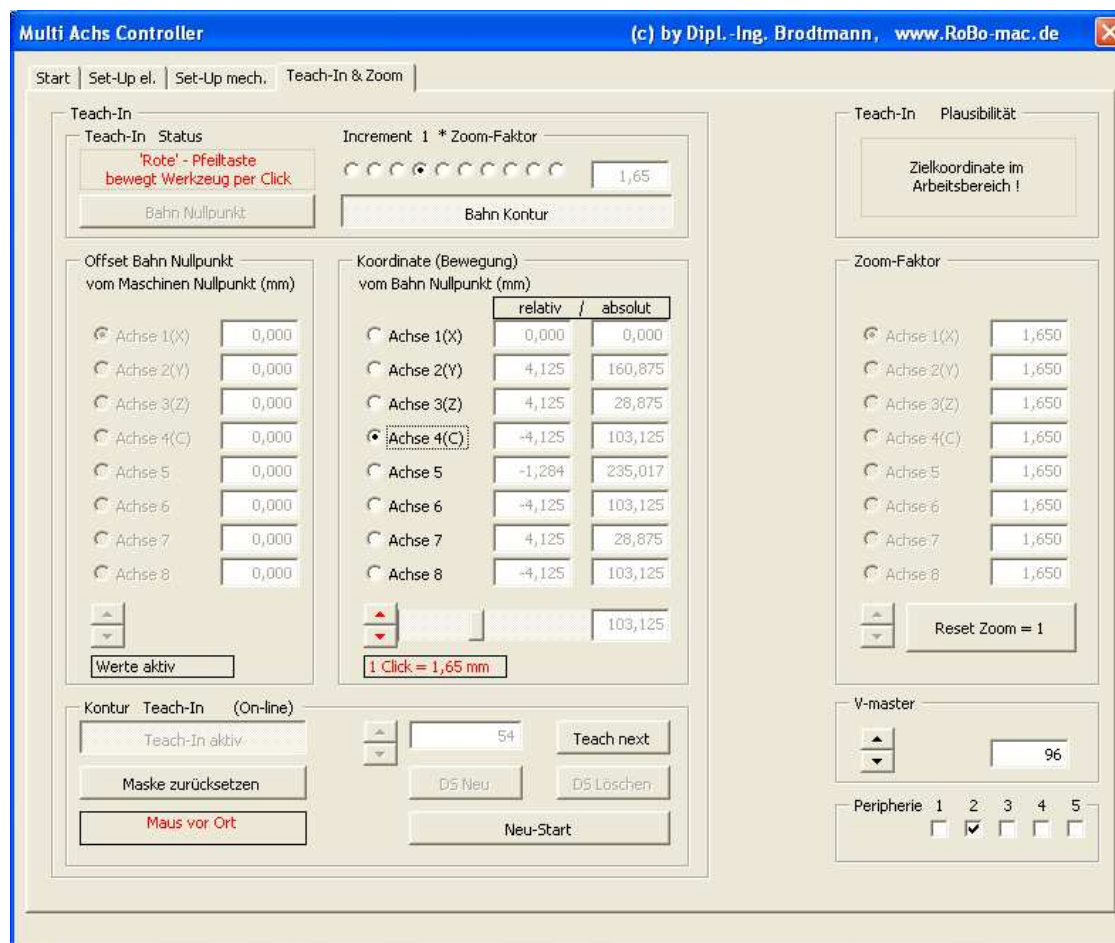 Multi Achs Controller (c) by Dipl.-Ing. Brodtmann, www.RoBo-mac.de
Start Set-Up el. Set-Up mech. Teach-In & Zoom
Teach-In
Teach-In Status
'Rote' - Pfeiltaste
bewegt Werkzeug per Click
Bahn Nullpunkt
Increment 1 * Zoom-Faktor
1,65
Bahn Kontur
Teach-In Plausibilität
Zielkoordinate im
Arbeitsbereich !
Offset Bahn Nullpunkt
vom Maschinen Nullpunkt (mm)
Achse 1(X) 0,000
Achse 2(Y) 0,000
Achse 3(Z) 0,000
Achse 4(C) 0,000
Achse 5 0,000
Achse 6 0,000
Achse 7 0,000
Achse 8 0,000
Werte aktiv
Koordinate (Bewegung)
vom Bahn Nullpunkt (mm)
relativ / absolut
Achse 1(X) 0,000 0,000
Achse 2(Y) 4,125 160,875
Achse 3(Z) 4,125 28,875
Achse 4(C) -4,125 103,125
Achse 5 -1,284 235,017
Achse 6 -4,125 103,125
Achse 7 4,125 28,875
Achse 8 -4,125 103,125
103,125
1 Click = 1,65 mm
Zoom-Faktor
Achse 1(X) 1,650
Achse 2(Y) 1,650
Achse 3(Z) 1,650
Achse 4(C) 1,650
Achse 5 1,650
Achse 6 1,650
Achse 7 1,650
Achse 8 1,650
Reset Zoom = 1
Kontur Teach-In (On-line)
Teach-In aktiv
54
Teach next
Maske zurücksetzen
DS Neu
DS Löschen
Maus vor Ort
Neu-Start
V-master
96
Peripherie 1 2 3 4 5